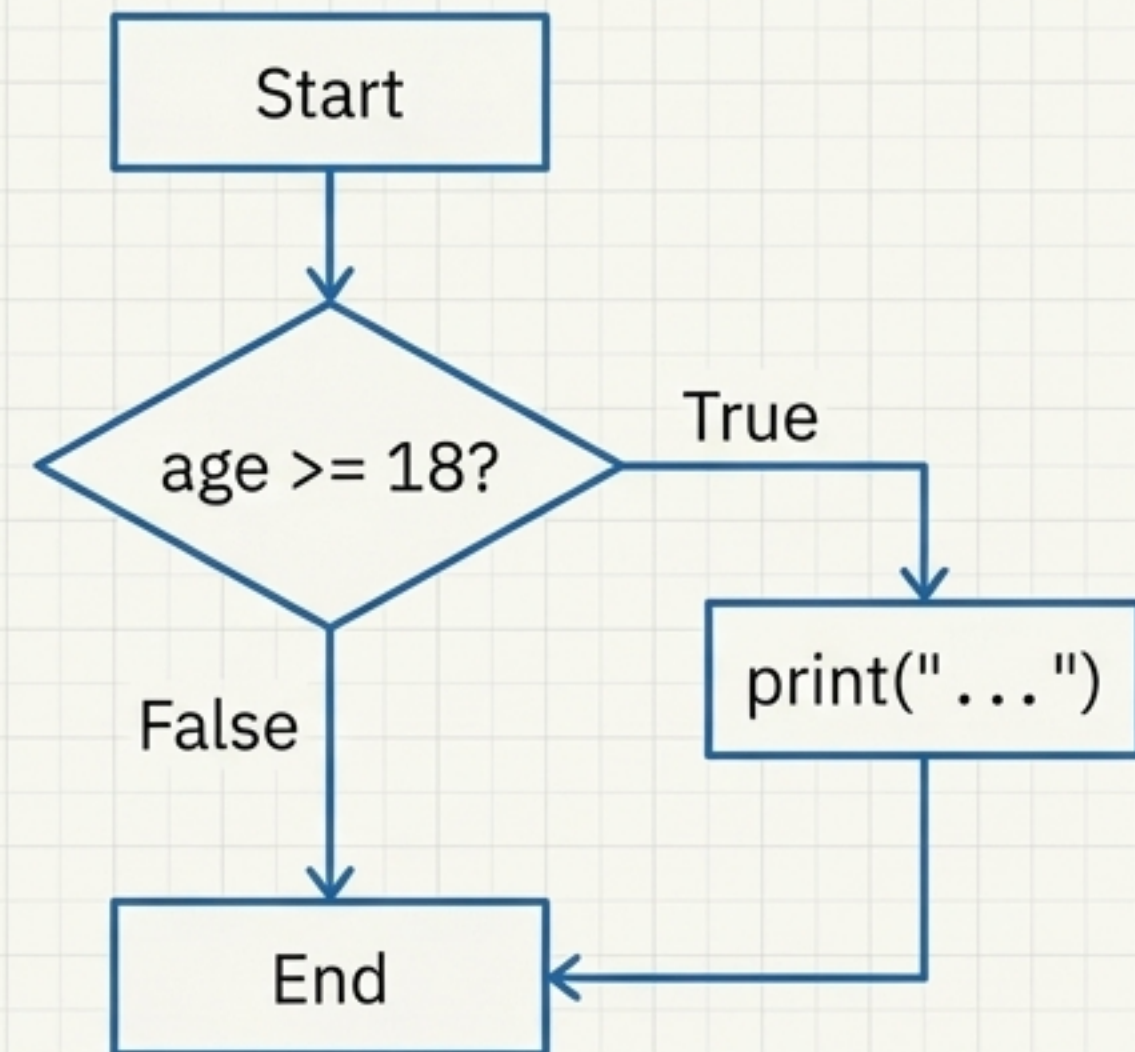 Start
age >= 18?
True
print("...")
False
End